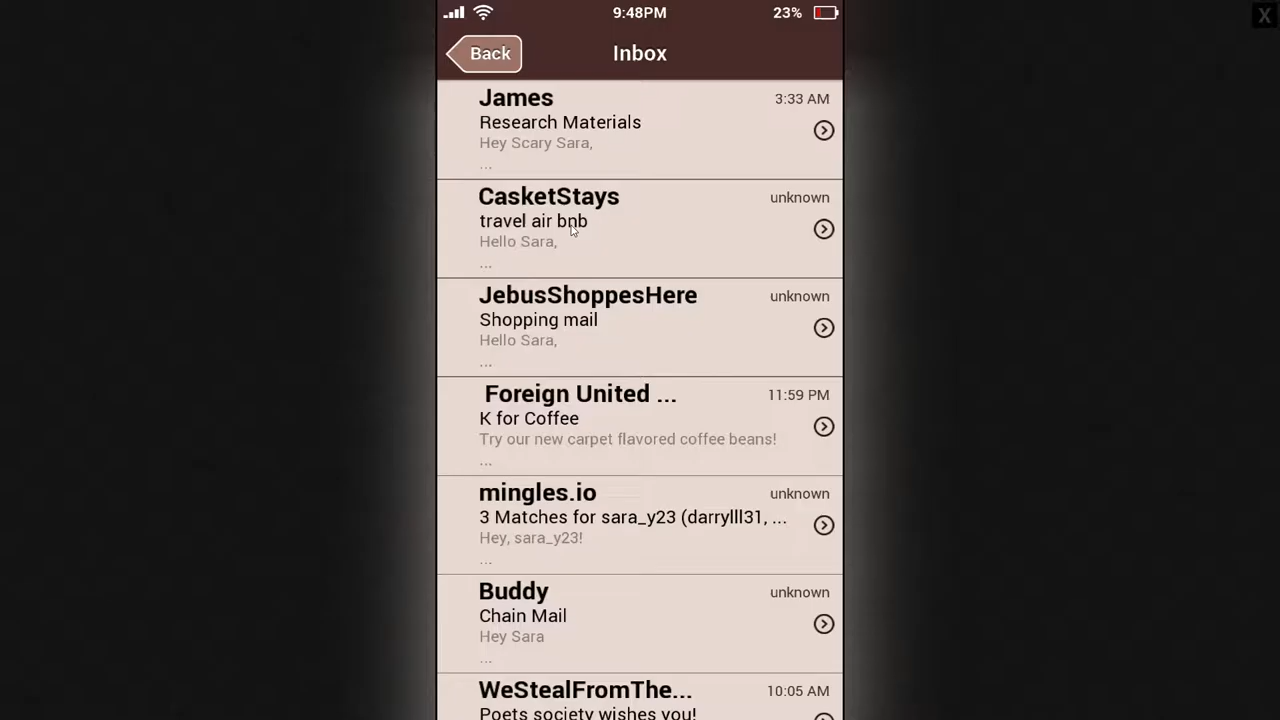 9:48PM 23% X
Back Inbox
James 3:33 AM
Research Materials
Hey Scary Sara,
...
CasketStays unknown
travel air bnb
Hello Sara,
...
JebusShoppesHere unknown
Shopping mail
Hello Sara,
...
Foreign United ... 11:59 PM
K for Coffee
Try our new carpet flavored coffee beans!
...
mingles.io unknown
3 Matches for sara_y23 (darrylll31, ...
Hey, sara_y23!
...
Buddy unknown
Chain Mail
Hey Sara
...
WeStealFromThe... 10:05 AM
Poets society wishes you!